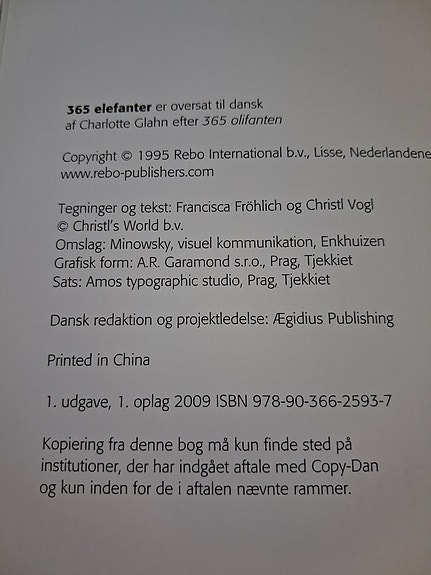 365 elefanter er oversat til dansk
af Charlotte Glahn efter 365 olifanten
Copyright © 1995 Rebo International b.v., Lisse, Nederlandene
www.rebo-publishers.com
Tegninger og tekst: Francisca Fröhlich og Christl Vogl
© Christl's World b.v.
Omslag: Minowsky, visuel kommunikation, Enkhuizen
Grafisk form: A.R. Garamond s.r.o., Prag, Tjekkiet
Sats: Amos typographic studio, Prag, Tjekkiet
Dansk redaktion og projektledelse: Ægidius Publishing
Printed in China
1. udgave, 1. oplag 2009 ISBN 978-90-366-2593-7
Kopiering fra denne bog må kun finde sted på
institutioner, der har indgået aftale med Copy-Dan
og kun inden for de i aftalen nævnte rammer.